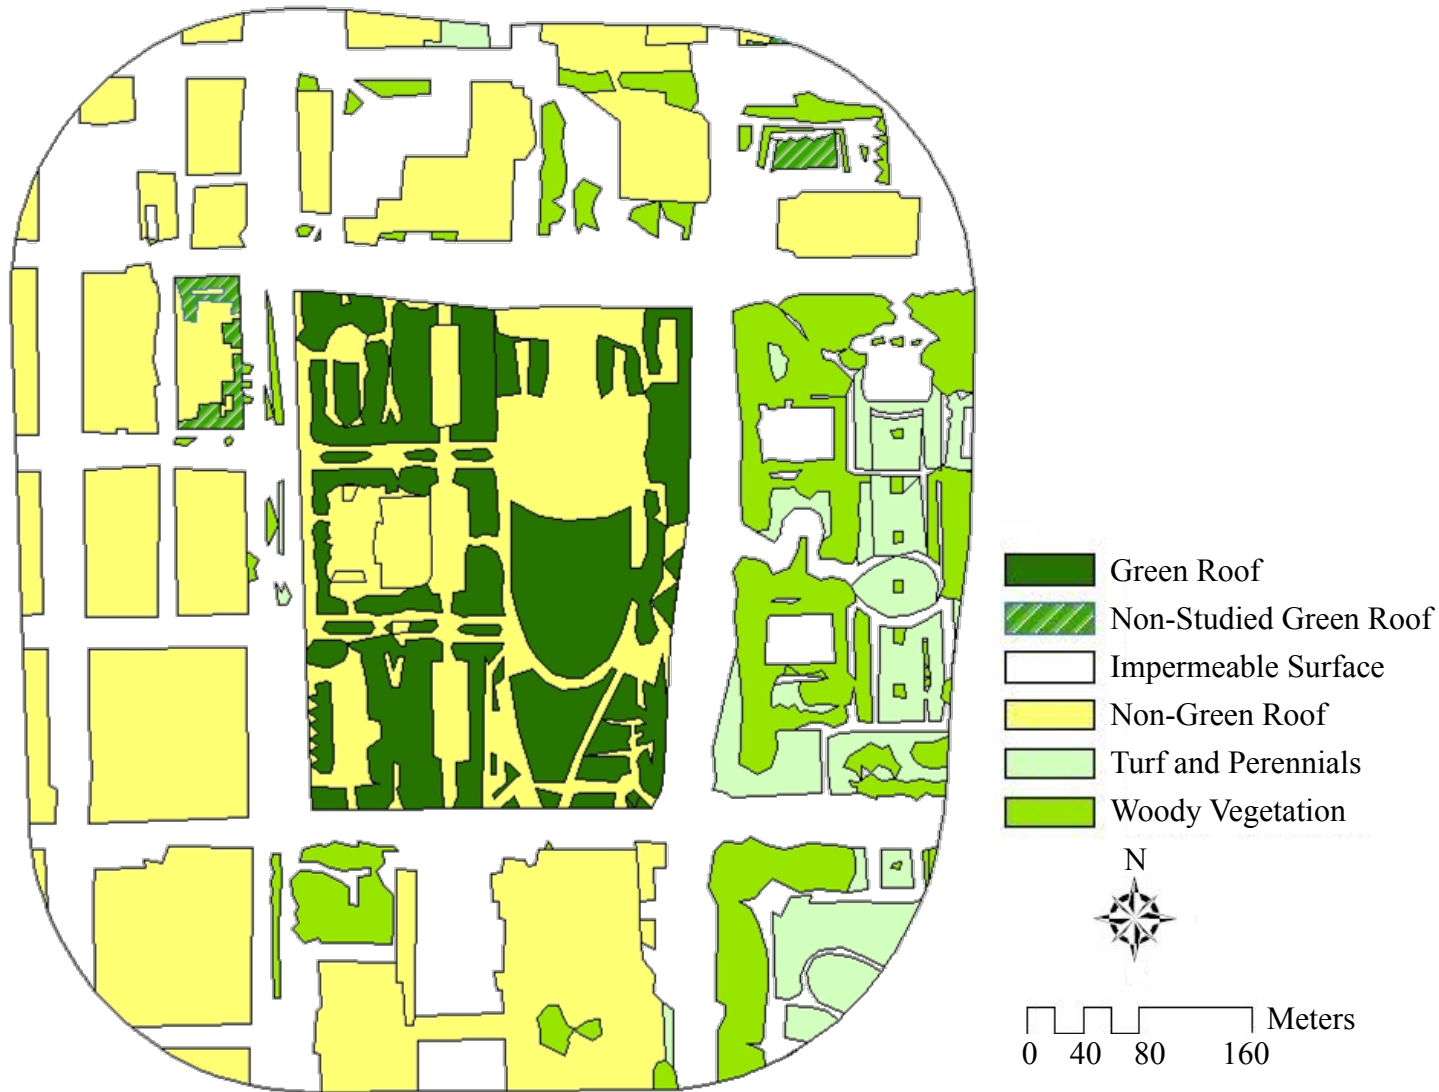 Green Roof
Non-Studied Green Roof
Impermeable Surface
Non-Green Roof
Turf and Perennials
Woody Vegetation
N
Meters
0 40 80 160